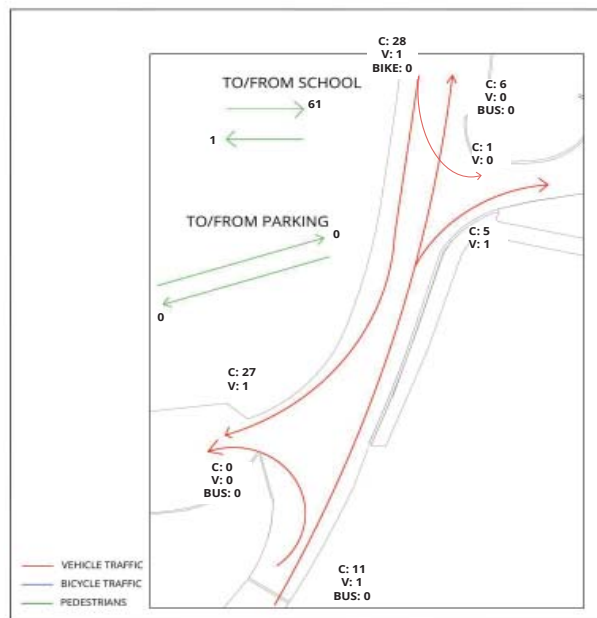 C: 28
V: 1
BIKE: 0
TO/FROM SCHOOL
61
1
C: 6
V: 0
BUS: 0
C: 1
V: 0
TO/FROM PARKING
0
0
C: 5
V: 1
C: 27
V: 1
C: 0
V: 0
BUS: 0
C: 11
V: 1
BUS: 0
VEHICLE TRAFFIC
BICYCLE TRAFFIC
PEDESTRIANS